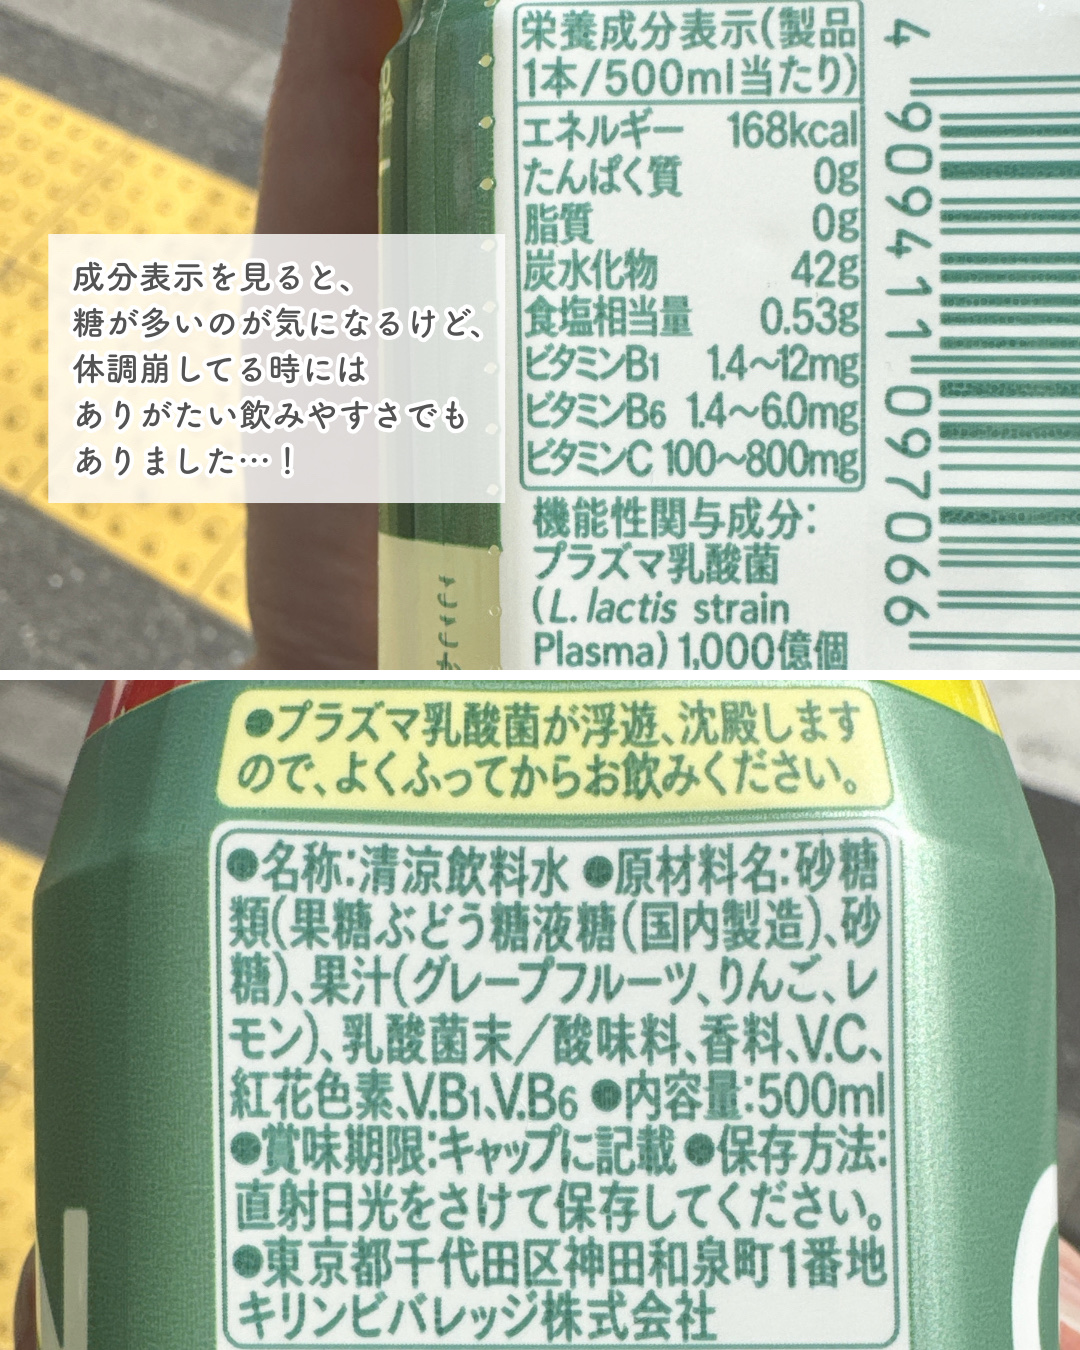 栄養成分表示(製品
1本/500ml当たり)
エネルギー 168kcal
たんぱく質 0g
脂質 0g
炭水化物 42g
食塩相当量 0.53g
ビタミンB1 1.4～12mg
ビタミンB6 1.4～6.0mg
ビタミンC 100～800mg
機能性関与成分:
プラズマ乳酸菌
(L. lactis strain
Plasma) 1,000億個
4 909411 097066
成分表示を見ると、
糖が多いのが気になるけど、
体調崩してる時には
ありがたい飲みやすさでも
ありました…！
●プラズマ乳酸菌が浮遊、沈殿します
ので、よくふってからお飲みください。
●名称:清涼飲料水 ●原材料名:砂糖
類(果糖ぶどう糖液糖(国内製造)、砂
糖)、果汁(グレープフルーツ、りんご、レ
モン)、乳酸菌末／酸味料、香料、V.C、
紅花色素、V.B1、V.B6 ●内容量:500ml
●賞味期限:キャップに記載 ●保存方法:
直射日光をさけて保存してください。
●東京都千代田区神田和泉町1番地
キリンビバレッジ株式会社